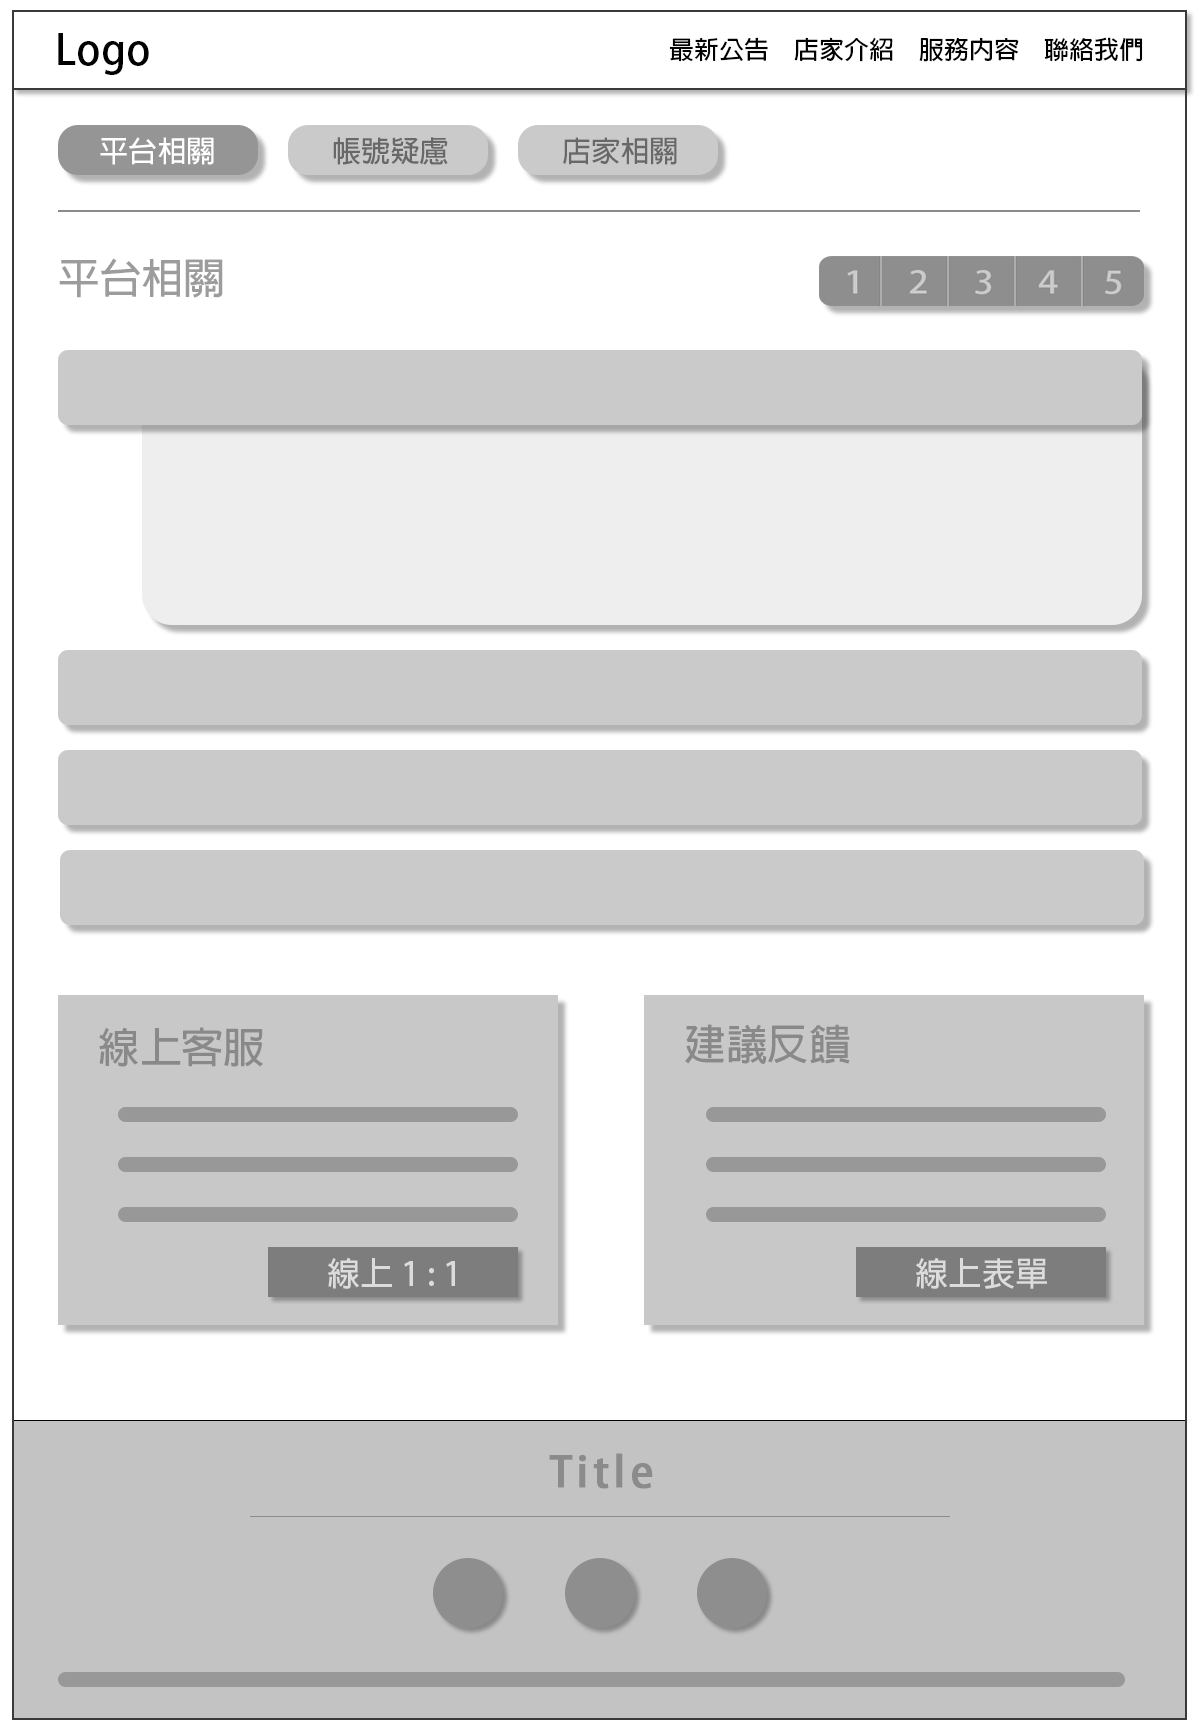 Logo
最新公告 店家介紹 服務內容 聯絡我們
平台相關 帳號疑慮 店家相關
平台相關
1 2 3 4 5
線上客服
建議反饋
線上 1 : 1
線上表單
Title